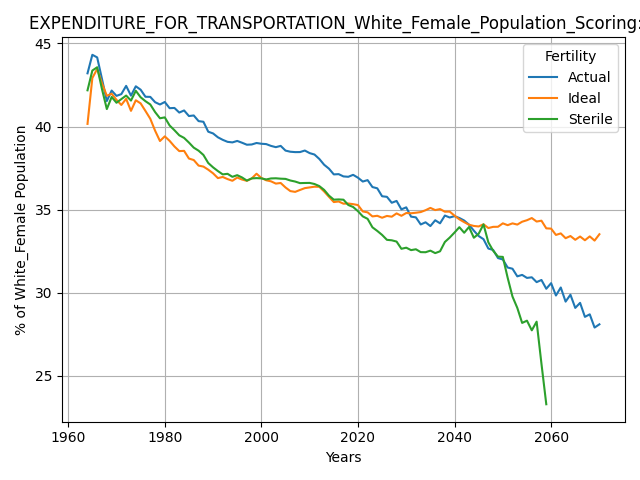 EXPENDITURE_FOR_TRANSPORTATION_White_Female_Population_Scoring:
45
40
35
30
25
% of White_Female Population
Fertility
Actual
Ideal
Sterile
1960 1980 2000 2020 2040 2060
Years